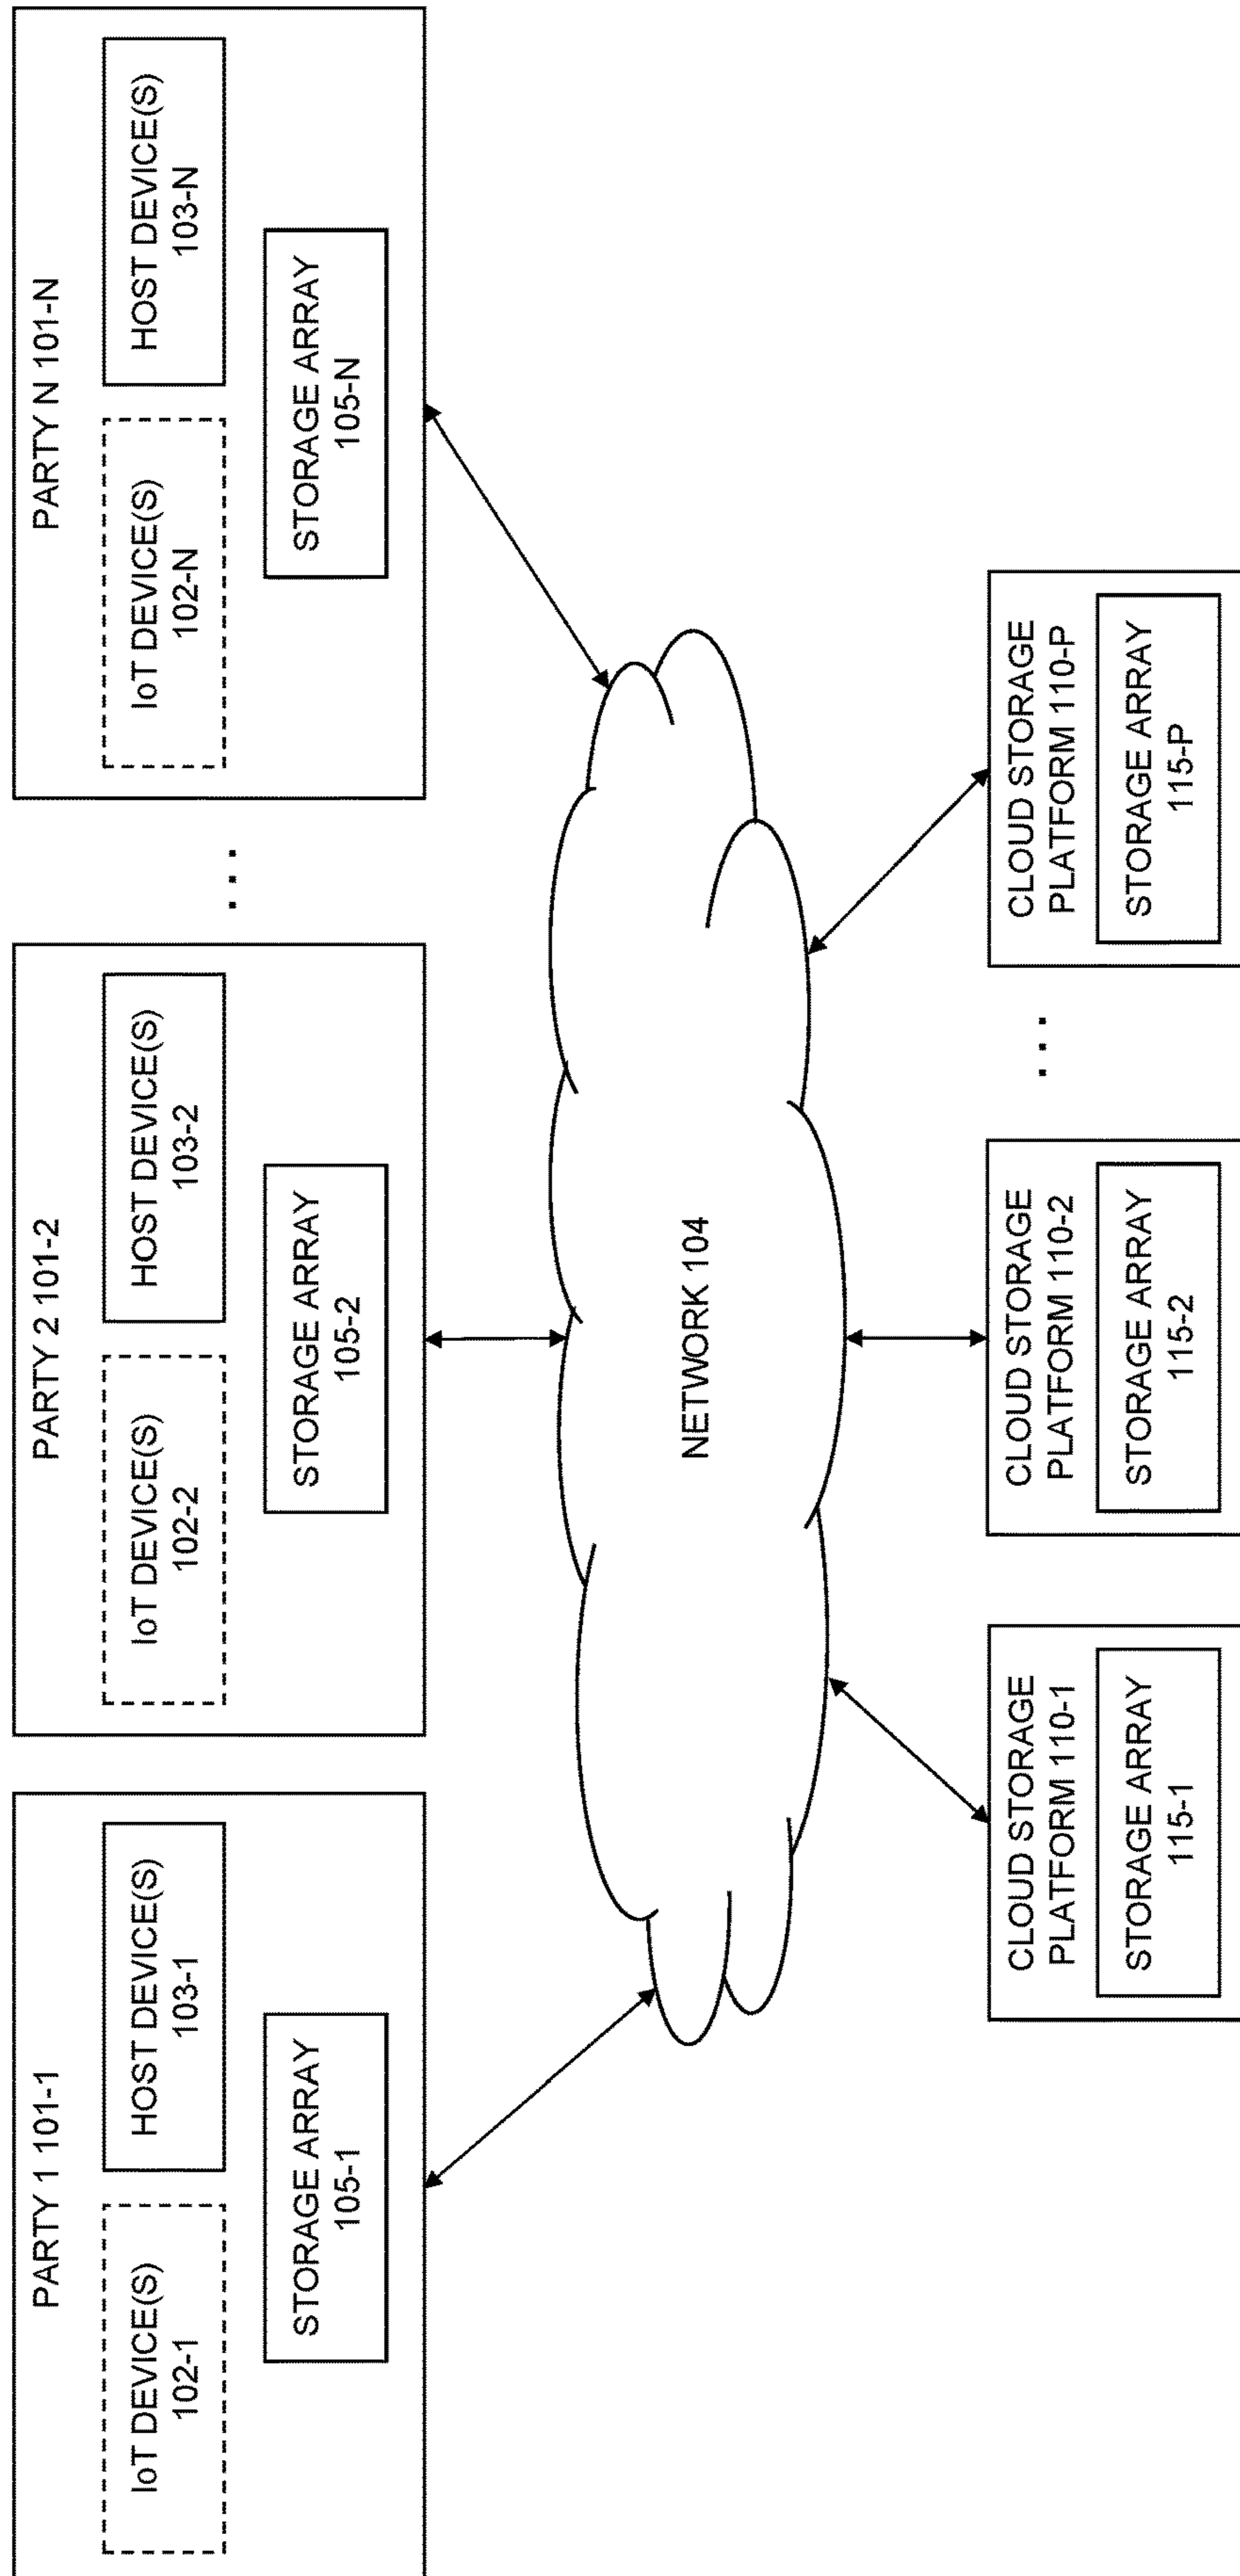 PARTY 1 101-1
IoT DEVICE(S)
102-1
HOST DEVICE(S)
103-1
STORAGE ARRAY
105-1
PARTY 2 101-2
IoT DEVICE(S)
102-2
HOST DEVICE(S)
103-2
STORAGE ARRAY
105-2
. . .
PARTY N 101-N
IoT DEVICE(S)
102-N
HOST DEVICE(S)
103-N
STORAGE ARRAY
105-N
NETWORK 104
CLOUD STORAGE
PLATFORM 110-1
STORAGE ARRAY
115-1
CLOUD STORAGE
PLATFORM 110-2
STORAGE ARRAY
115-2
. . .
CLOUD STORAGE
PLATFORM 110-P
STORAGE ARRAY
115-P